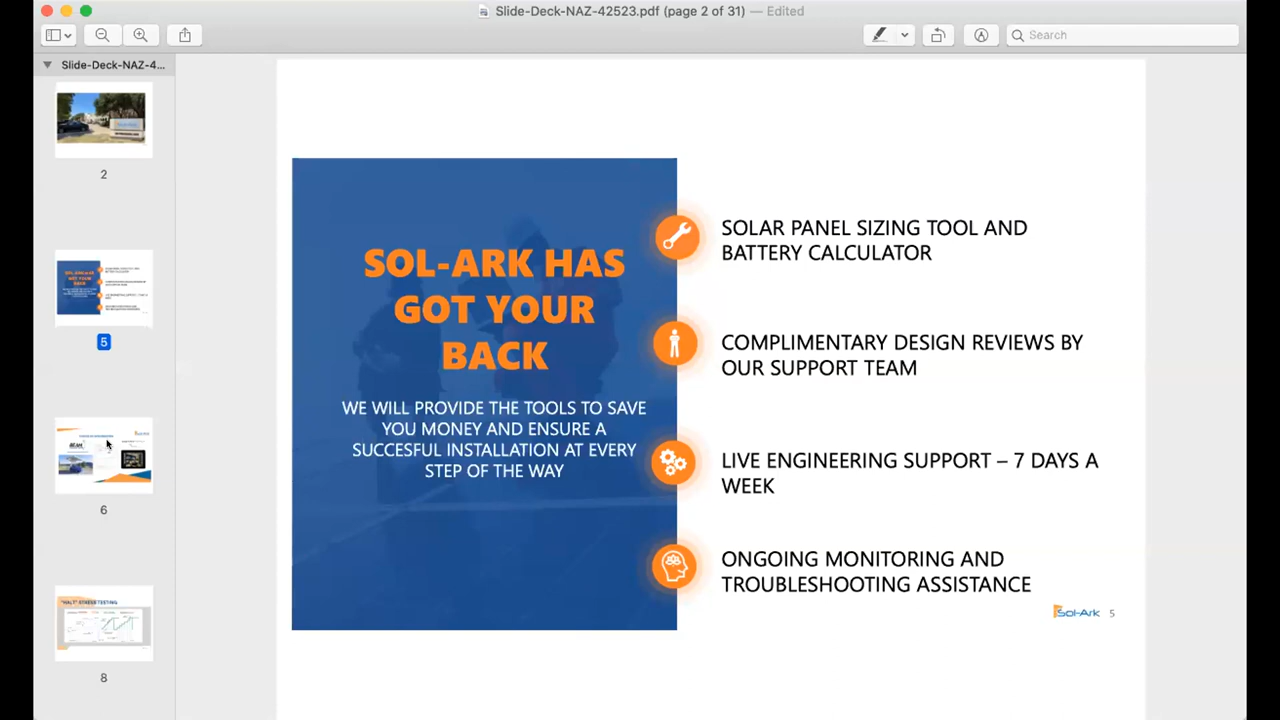 Slide-Deck-NAZ-42523.pdf (page 2 of 31) — Edited
Search
Slide-Deck-NAZ-4...
2
5
6
"HALT" STRESS TESTING
8
SOL-ARK HAS
GOT YOUR
BACK
WE WILL PROVIDE THE TOOLS TO SAVE
YOU MONEY AND ENSURE A
SUCCESFUL INSTALLATION AT EVERY
STEP OF THE WAY
SOLAR PANEL SIZING TOOL AND
BATTERY CALCULATOR
COMPLIMENTARY DESIGN REVIEWS BY
OUR SUPPORT TEAM
LIVE ENGINEERING SUPPORT – 7 DAYS A
WEEK
ONGOING MONITORING AND
TROUBLESHOOTING ASSISTANCE
Sol-Ark 5